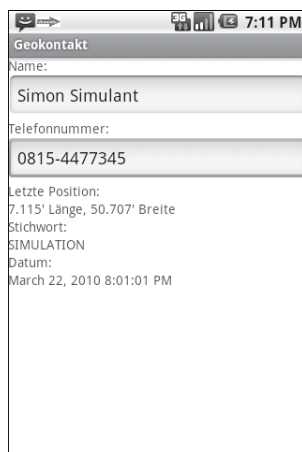 3G 7:11 PM
Geokontakt
Name:
Simon Simulant
Telefonnummer:
0815-4477345
Letzte Position:
7.115' Länge, 50.707' Breite
Stichwort:
SIMULATION
Datum:
March 22, 2010 8:01:01 PM